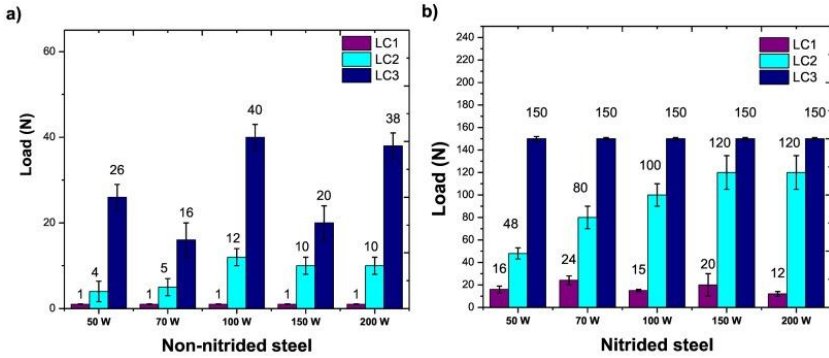 a)
LC1
LC2
LC3
Load (N)
60
40
20
0
1 4 26
1 5 16
1 12 40
1 10 20
1 10 38
50 W 70 W 100 W 150 W 200 W
Non-nitrided steel
b)
LC1
LC2
LC3
Load (N)
240
220
200
180
160
140
120
100
80
60
40
20
0
16 48 150
24 80 150
15 100 150
20 120 150
12 120 150
50 W 70 W 100 W 150 W 200 W
Nitrided steel